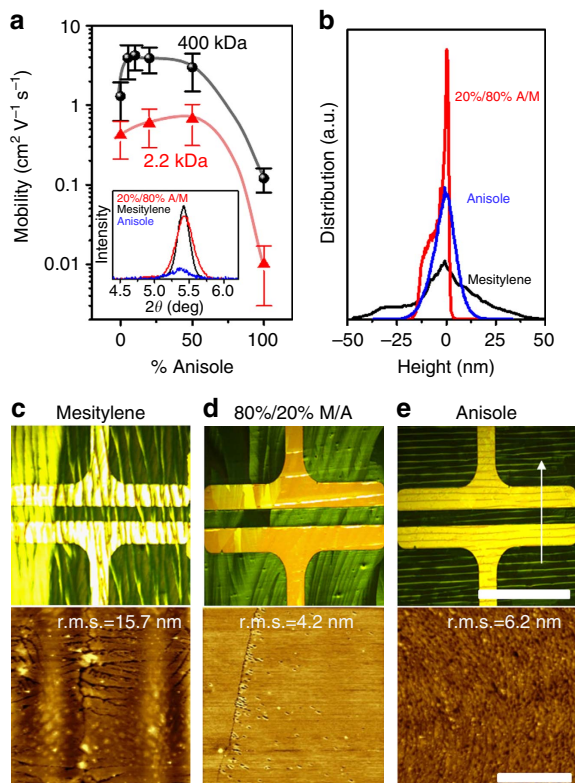 a
Mobility (cm² V⁻¹ s⁻¹)
10
1
0.1
0.01
400 kDa
2.2 kDa
20%/80% A/M
Mesitylene
Anisole
Intensity
4.5 5.0 5.5 6.0
2θ (deg)
0 50 100
% Anisole
b
Distribution (a.u.)
20%/80% A/M
Anisole
Mesitylene
−50 −25 0 25 50
Height (nm)
c Mesitylene
d 80%/20% M/A
e Anisole
r.m.s.=15.7 nm
r.m.s.=4.2 nm
r.m.s.=6.2 nm